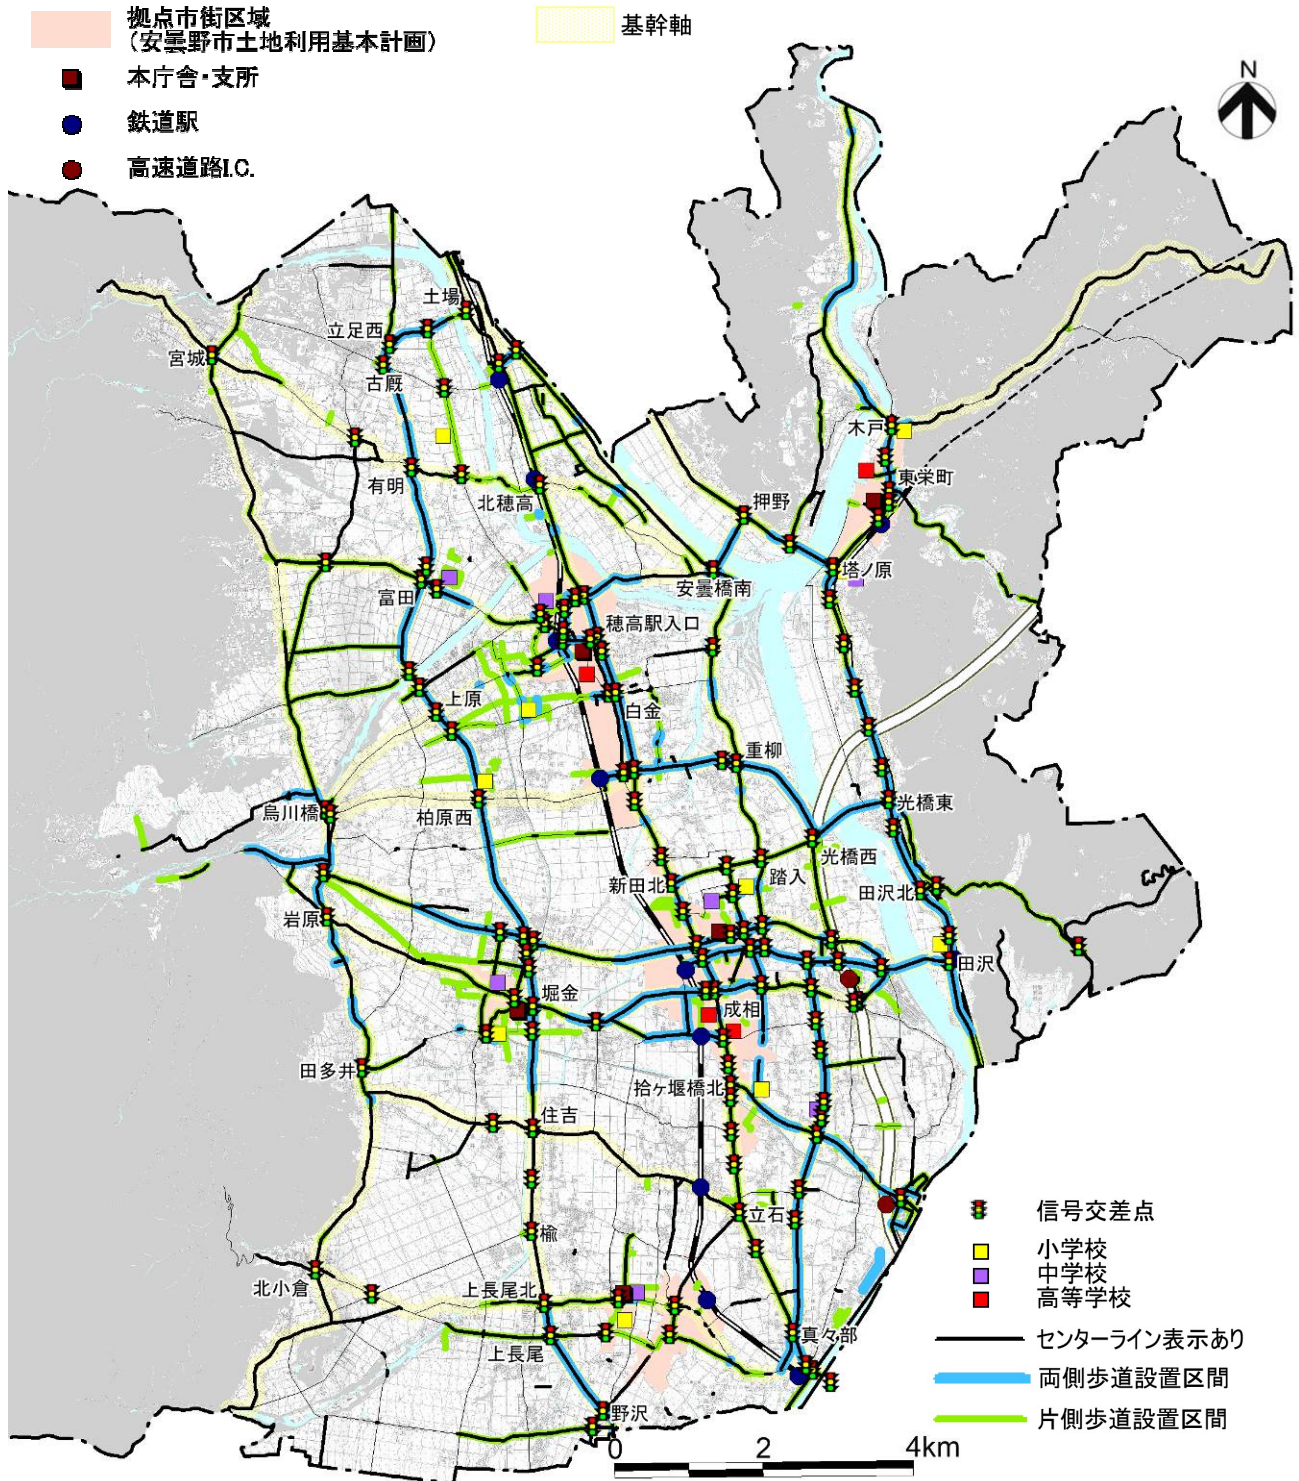 拠点市街区域
(安曇野市土地利用基本計画)
基幹軸
本庁舎・支所
鉄道駅
高速道路I.C.
N
土場
立足西
宮城
古厩
木戸
有明
東栄町
北穂高
押野
塔ノ原
安曇橋南
富田
穂高駅入口
上原
白金
重柳
烏川橋
柏原西
光橋東
光橋西
新田北
踏入
田沢北
岩原
田沢
堀金
成相
田多井
拾ヶ堰橋北
住吉
立石
楡
北小倉
上長尾北
上長尾
真々部
野沢
信号交差点
小学校
中学校
高等学校
センターライン表示あり
両側歩道設置区間
片側歩道設置区間
0 2 4km